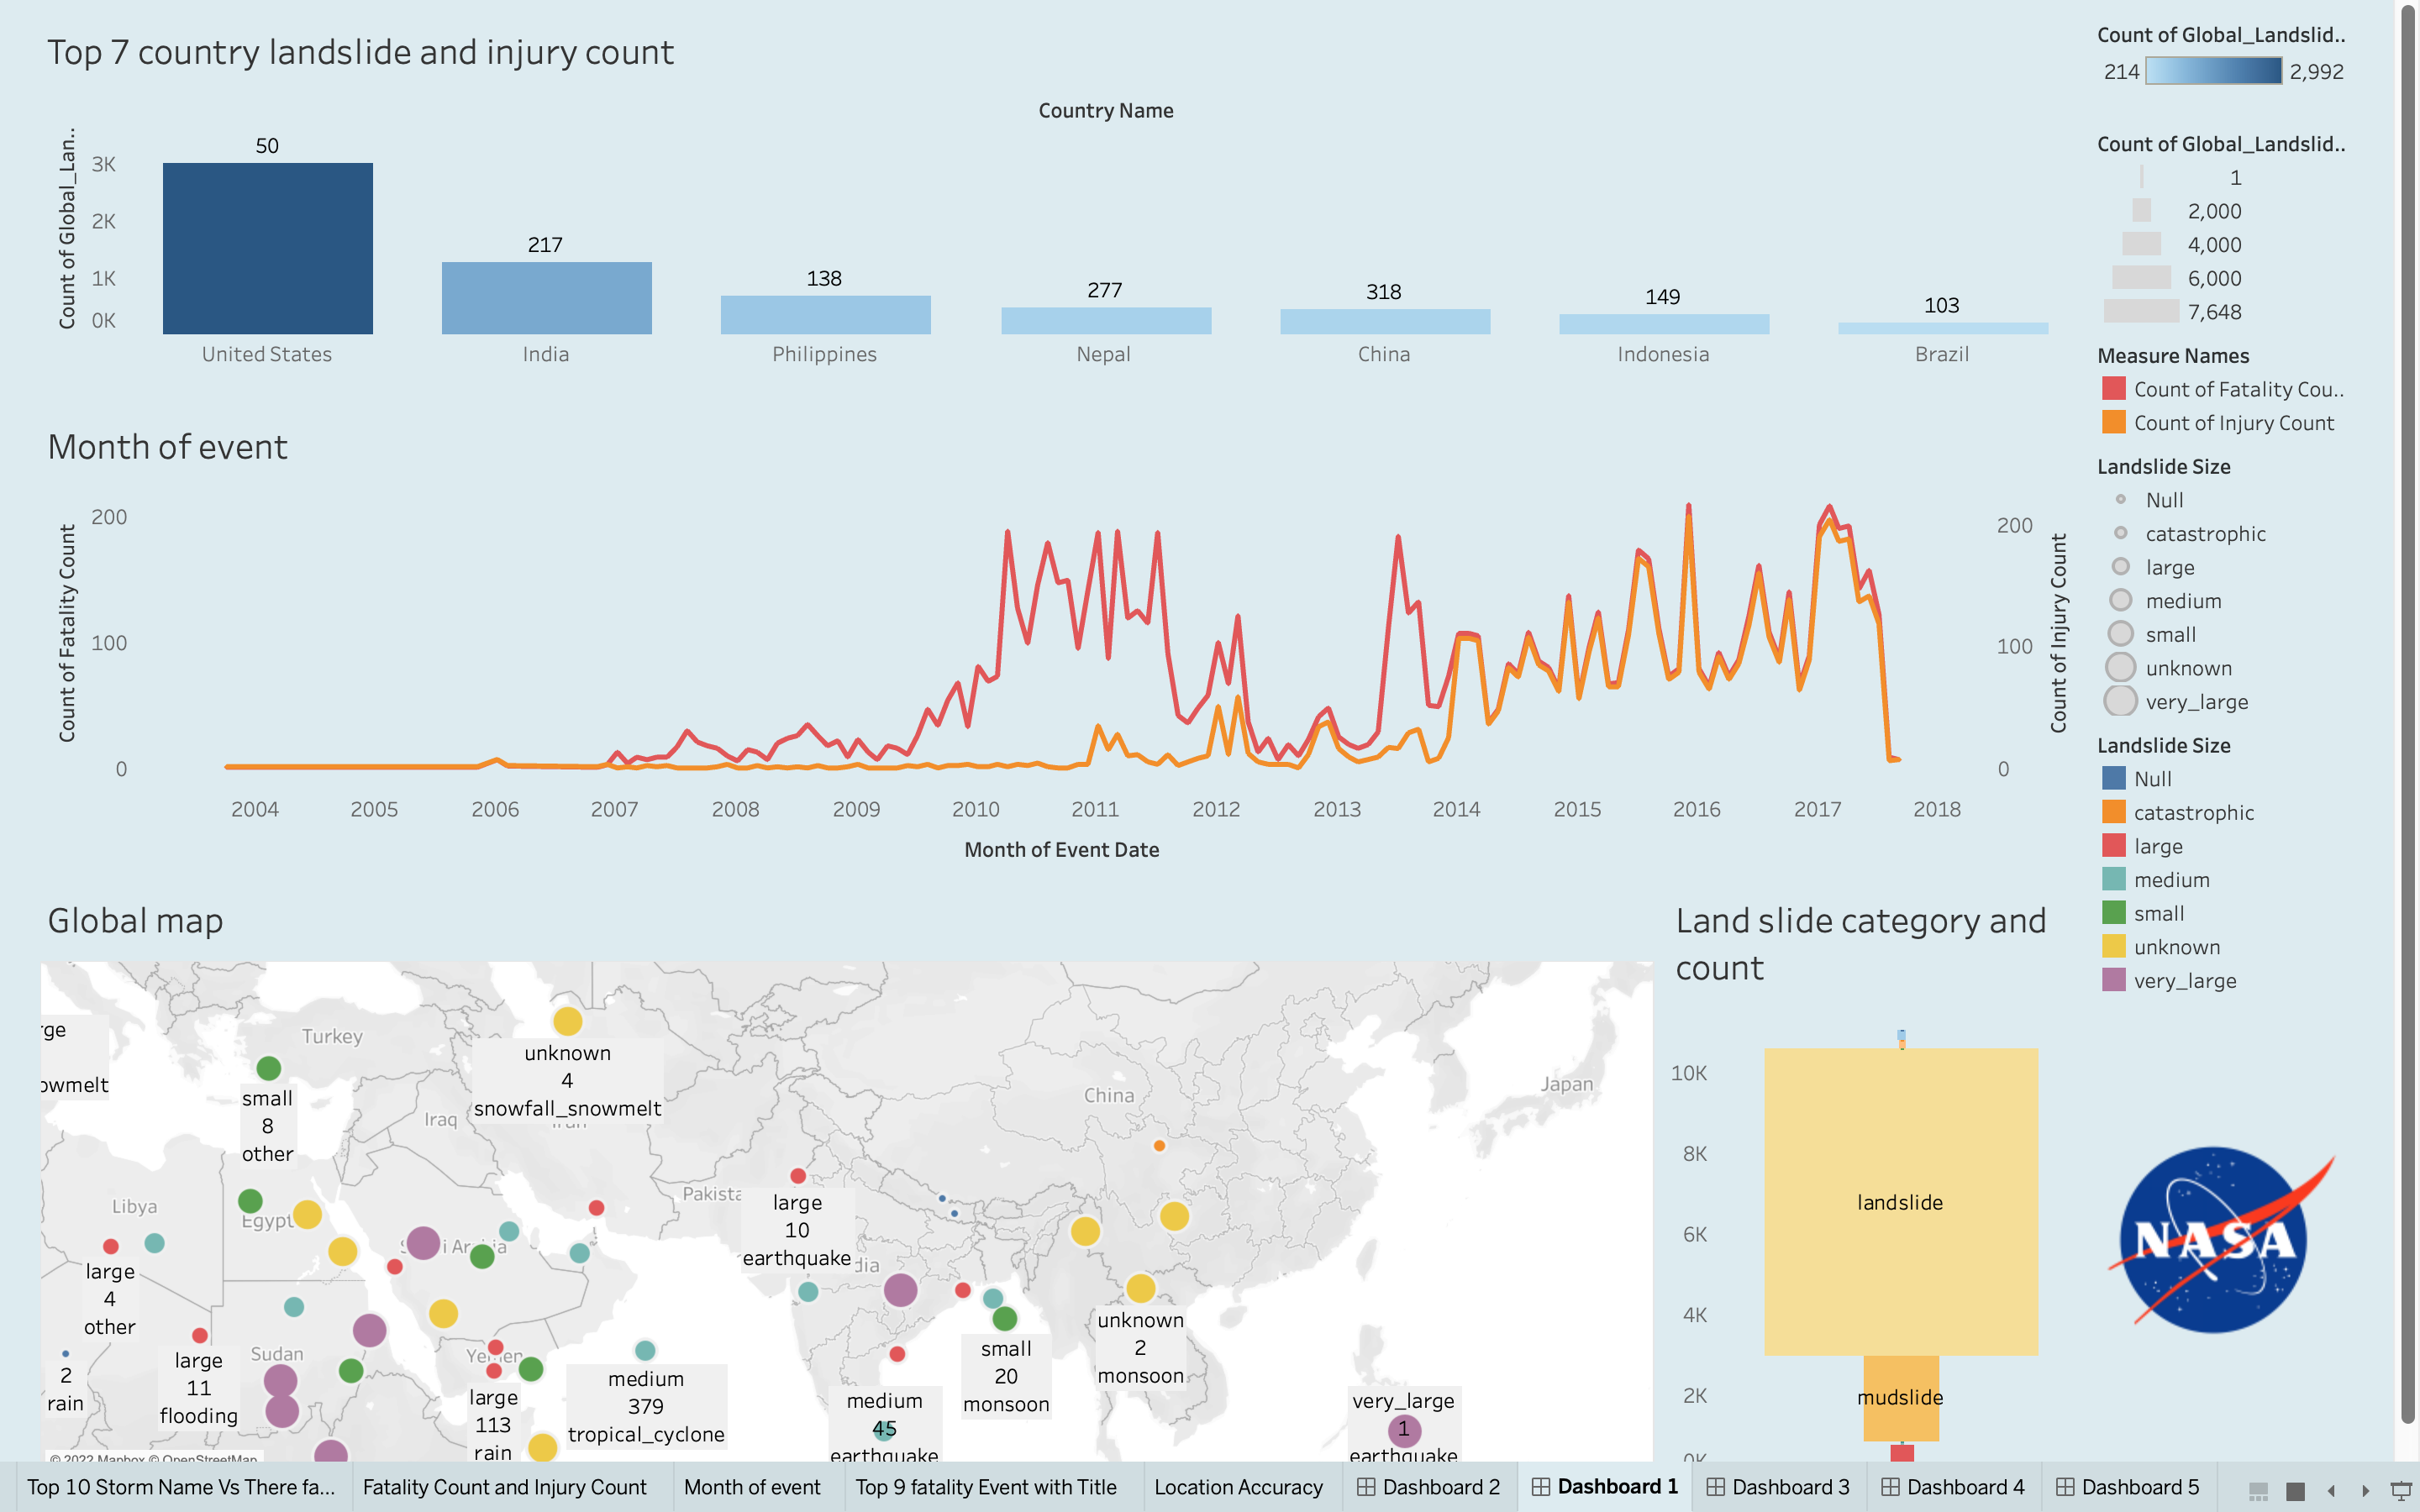 Top 7 country landslide and injury count
Country Name
Count of Global_Lan..
3K
2K
1K
0K
50
217
138
277
318
149
103
United States
India
Philippines
Nepal
China
Indonesia
Brazil
Month of event
Count of Fatality Count
200
100
0
Count of Injury Count
200
100
0
2004
2005
2006
2007
2008
2009
2010
2011
2012
2013
2014
2015
2016
2017
2018
Month of Event Date
Global map
rge
owmelt
Turkey
small
8
other
unknown
4
snowfall_snowmelt
Iraq
Iran
China
Japan
Libya
Egypt
Pakista
large
10
earthquake
dia
large
4
other
2
rain
Sudan
large
11
flooding
Yemen
large
113
rain
medium
379
tropical_cyclone
medium
45
earthquake
small
20
monsoon
unknown
2
monsoon
very_large
1
earthquake
© 2022 Mapbox © OpenStreetMap
Land slide category and
count
10K
8K
6K
4K
2K
0K
landslide
mudslide
Count of Global_Landslid..
214
2,992
Count of Global_Landslid..
1
2,000
4,000
6,000
7,648
Measure Names
Count of Fatality Cou..
Count of Injury Count
Landslide Size
Null
catastrophic
large
medium
small
unknown
very_large
Landslide Size
Null
catastrophic
large
medium
small
unknown
very_large
NASA
Top 10 Storm Name Vs There fa...
Fatality Count and Injury Count
Month of event
Top 9 fatality Event with Title
Location Accuracy
Dashboard 2
Dashboard 1
Dashboard 3
Dashboard 4
Dashboard 5